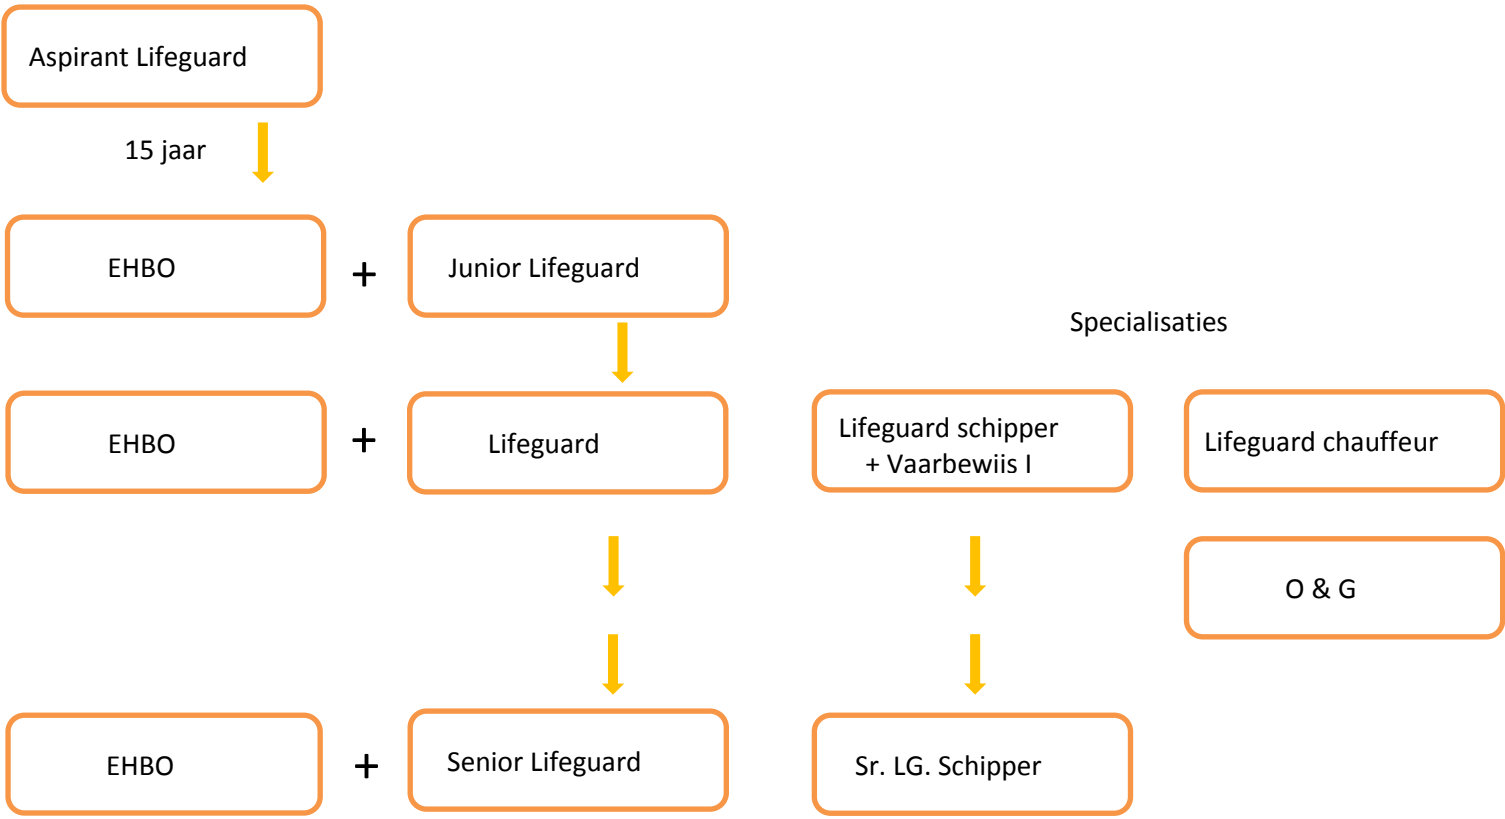 Aspirant Lifeguard
15 jaar
EHBO
+
Junior Lifeguard
Specialisaties
EHBO
+
Lifeguard
Lifeguard schipper
+ Vaarbewiis I
Lifeguard chauffeur
O & G
EHBO
+
Senior Lifeguard
Sr. LG. Schipper